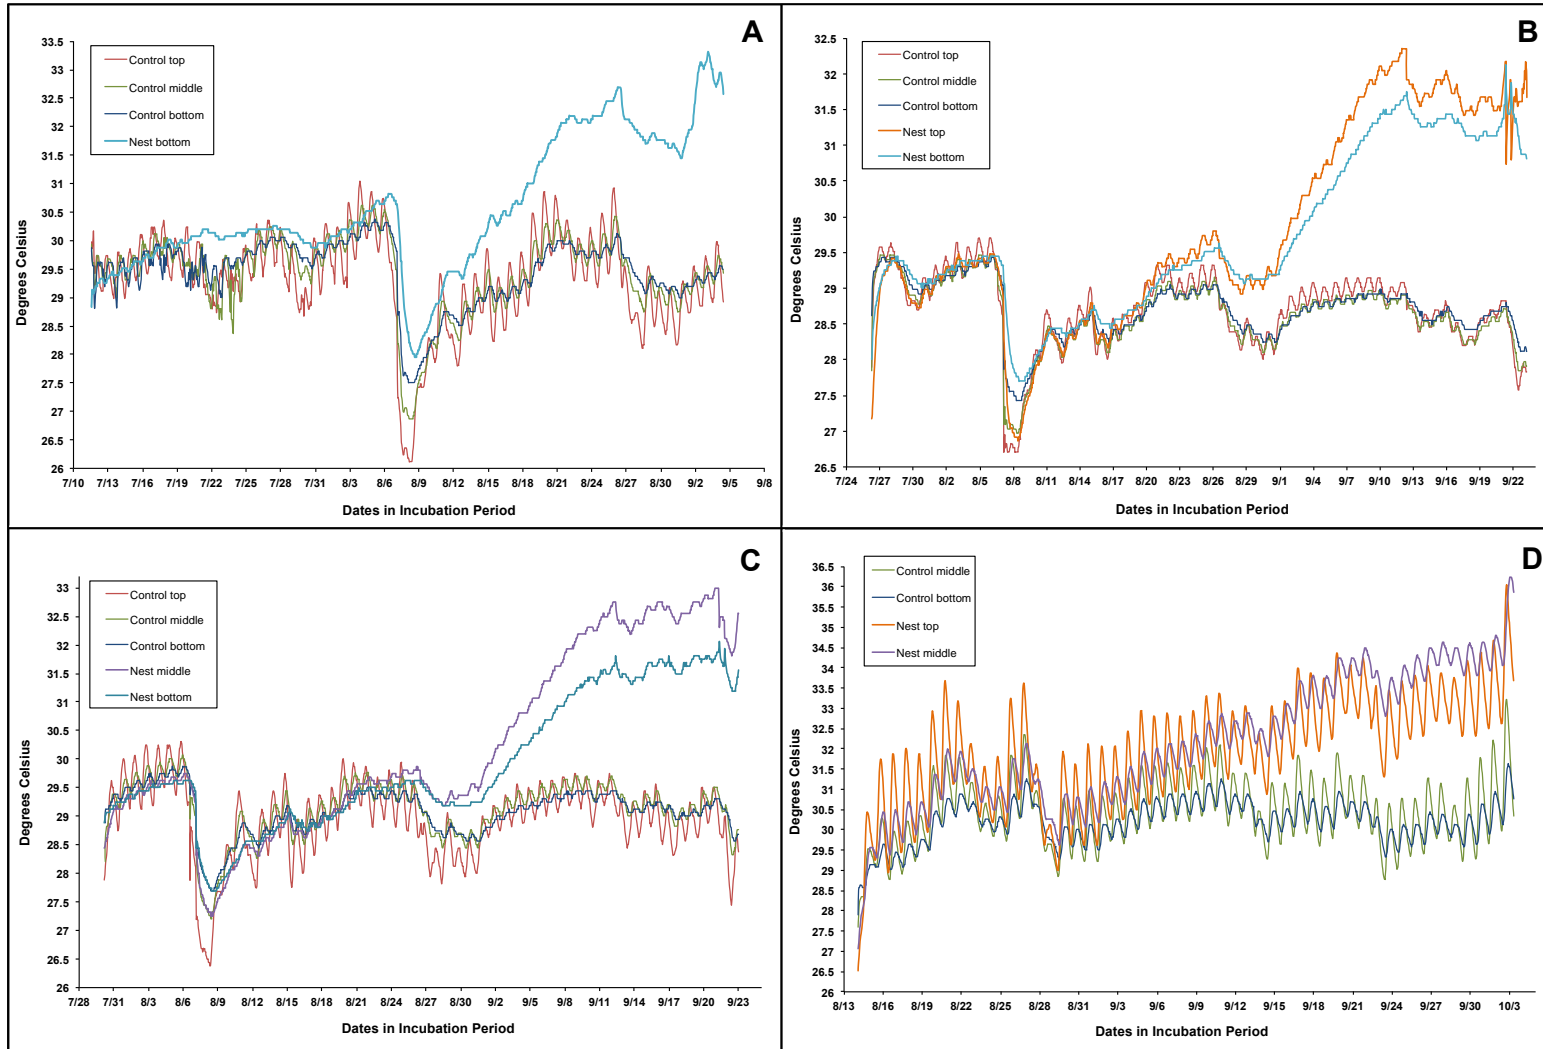 A
33.5
33
32.5
32
31.5
31
30.5
30
29.5
29
28.5
28
27.5
27
26.5
26
Degrees Celsius
Control top
Control middle
Control bottom
Nest bottom
7/10 7/13 7/16 7/19 7/22 7/25 7/28 7/31 8/3 8/6 8/9 8/12 8/15 8/18 8/21 8/24 8/27 8/30 9/2 9/5 9/8
Dates in Incubation Period
B
32.5
32
31.5
31
30.5
30
29.5
29
28.5
28
27.5
27
26.5
Degrees Celsius
Control top
Control middle
Control bottom
Nest top
Nest bottom
7/24 7/27 7/30 8/2 8/5 8/8 8/11 8/14 8/17 8/20 8/23 8/26 8/29 9/1 9/4 9/7 9/10 9/13 9/16 9/19 9/22
Dates in Incubation Period
C
33
32.5
32
31.5
31
30.5
30
29.5
29
28.5
28
27.5
27
26.5
26
Degrees Celsius
Control top
Control middle
Control bottom
Nest middle
Nest bottom
7/28 7/31 8/3 8/6 8/9 8/12 8/15 8/18 8/21 8/24 8/27 8/30 9/2 9/5 9/8 9/11 9/14 9/17 9/20 9/23
Dates in Incubation Period
D
36.5
36
35.5
35
34.5
34
33.5
33
32.5
32
31.5
31
30.5
30
29.5
29
28.5
28
27.5
27
26.5
26
Degrees Celsius
Control middle
Control bottom
Nest top
Nest middle
8/13 8/16 8/19 8/22 8/25 8/28 8/31 9/3 9/6 9/9 9/12 9/15 9/18 9/21 9/24 9/27 9/30 10/3
Dates in Incubation Period